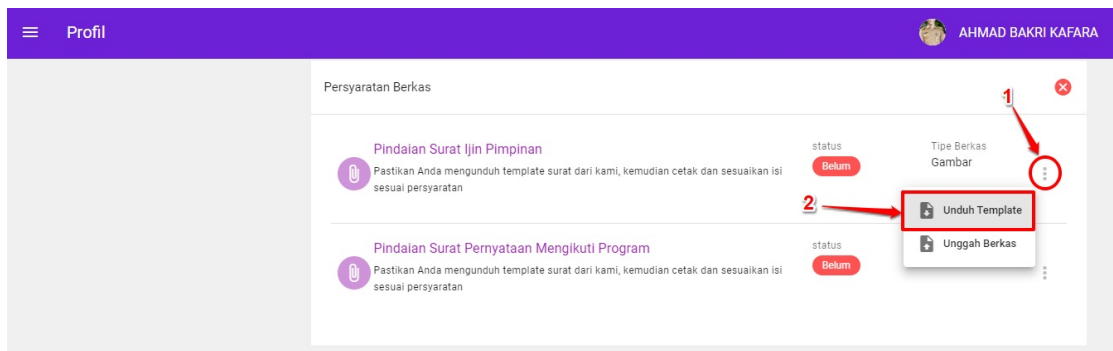 Profil
AHMAD BAKRI KAFARA
Persyaratan Berkas
1
Pindaian Surat Ijin Pimpinan
Pastikan Anda mengunduh template surat dari kami, kemudian cetak dan sesuaikan isi
sesuai persyaratan
status
Belum
Tipe Berkas
Gambar
2
Unduh Template
Unggah Berkas
Pindaian Surat Pernyataan Mengikuti Program
Pastikan Anda mengunduh template surat dari kami, kemudian cetak dan sesuaikan isi
sesuai persyaratan
status
Belum